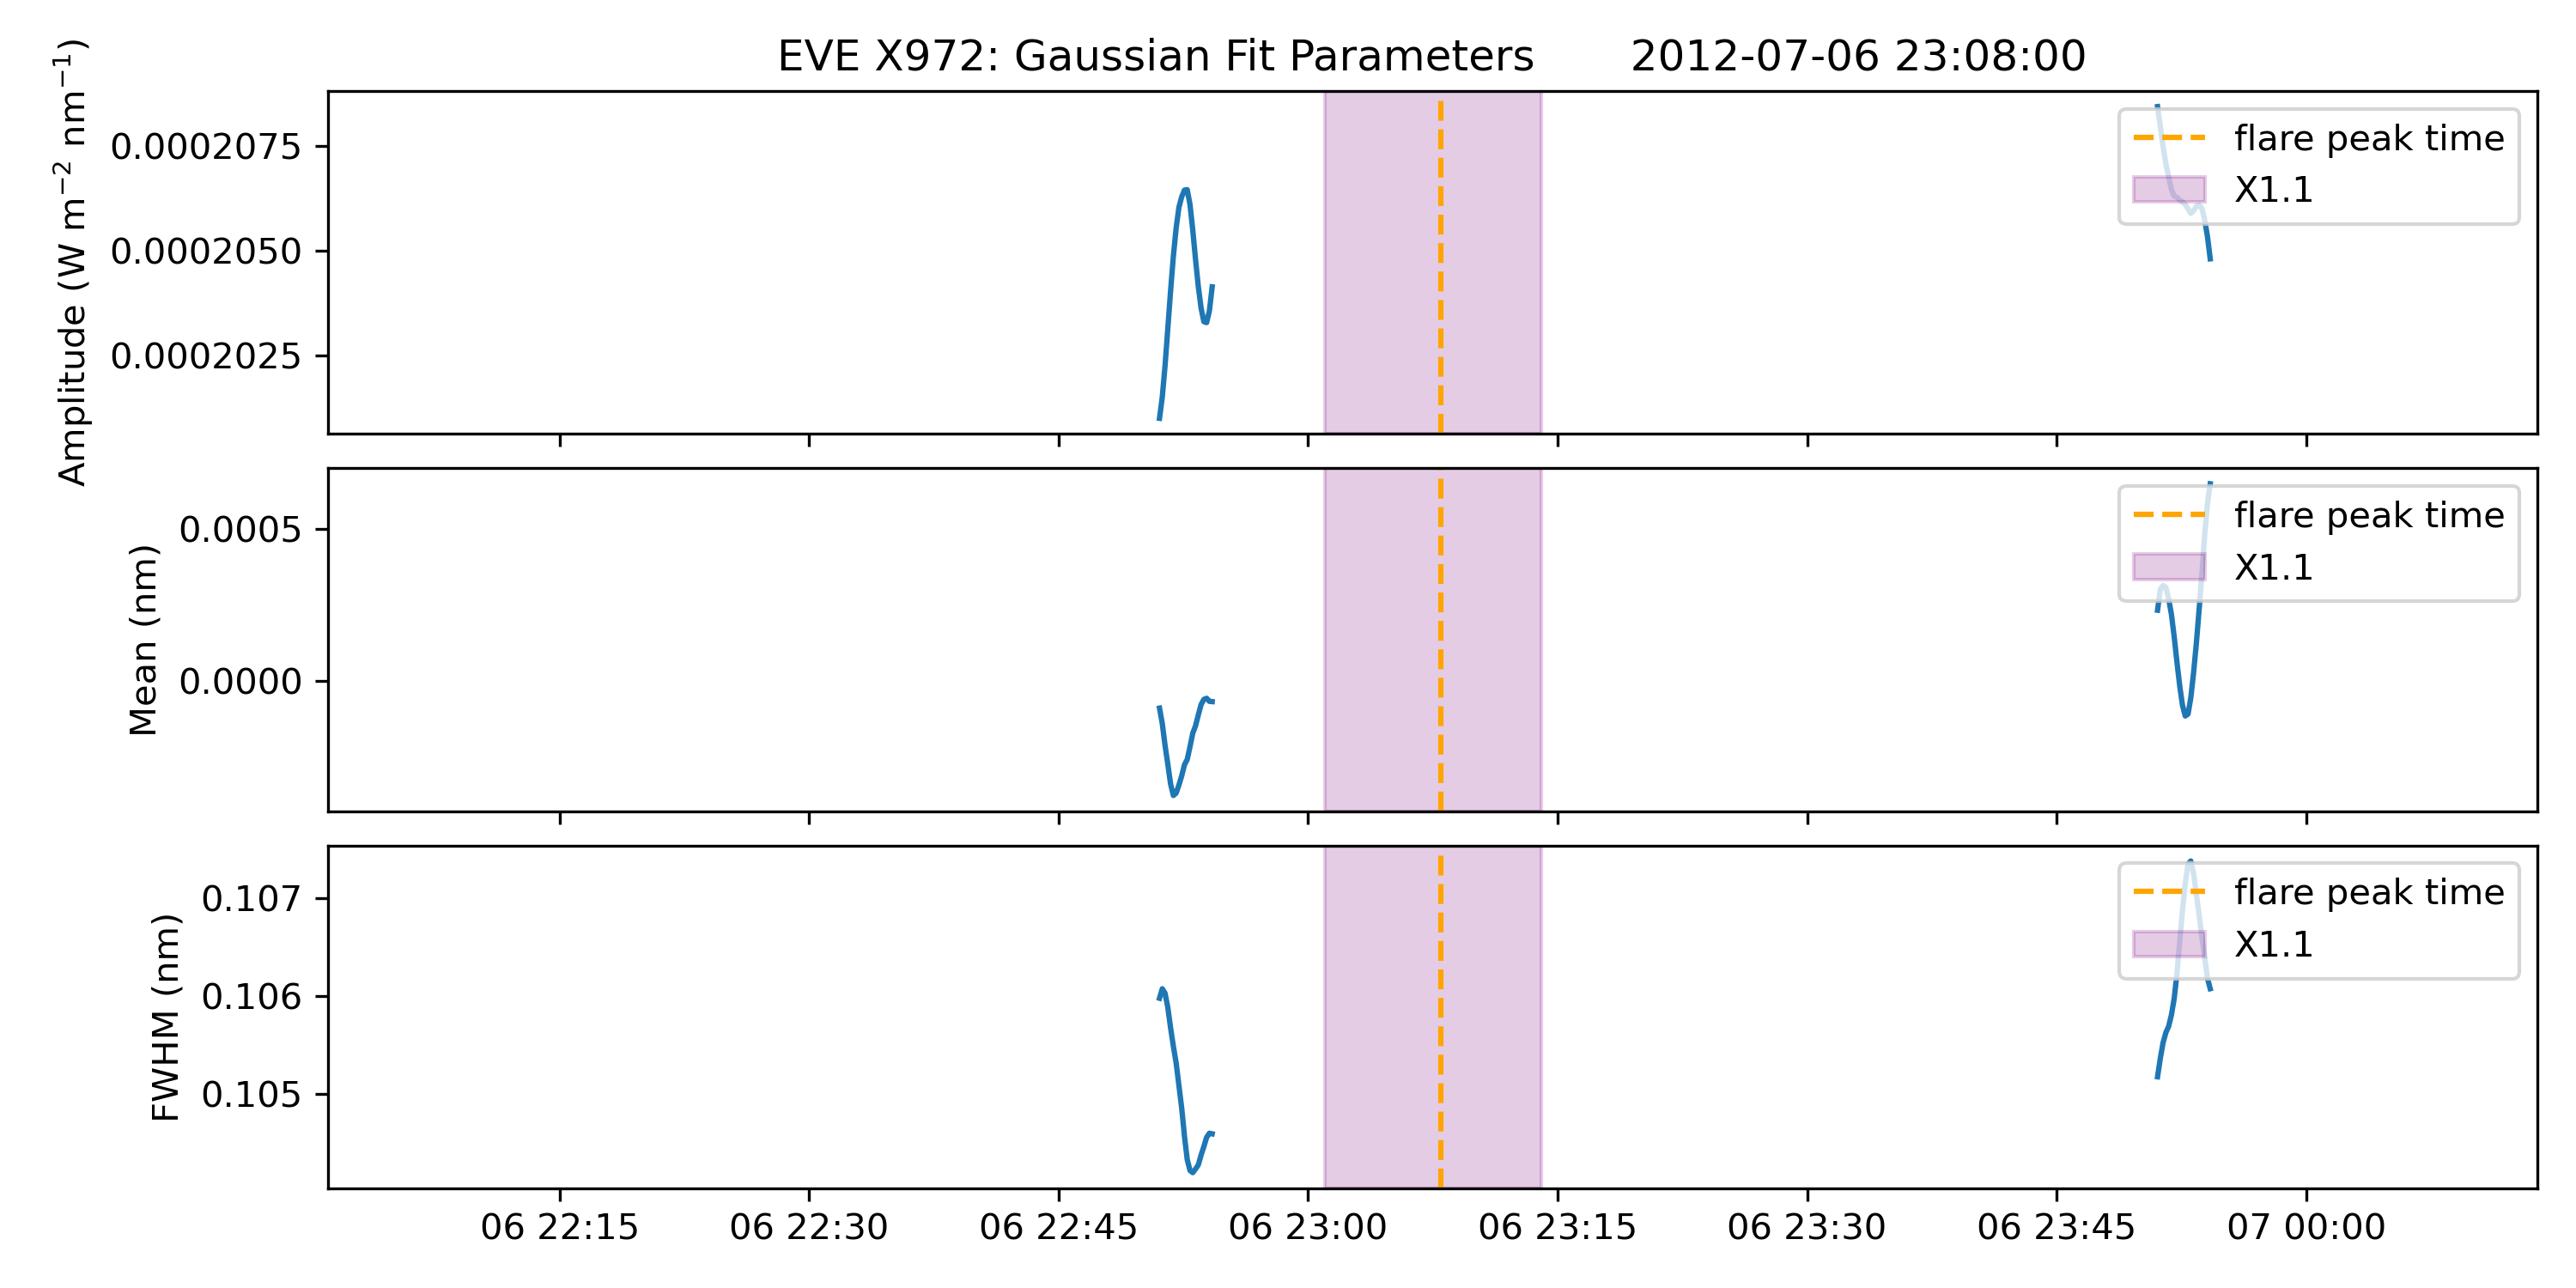 EVE X972: Gaussian Fit Parameters 2012-07-06 23:08:00
Amplitude (W m⁻² nm⁻¹)
0.0002075
0.0002050
0.0002025
flare peak time
X1.1
Mean (nm)
0.0005
0.0000
flare peak time
X1.1
FWHM (nm)
0.107
0.106
0.105
flare peak time
X1.1
06 22:15 06 22:30 06 22:45 06 23:00 06 23:15 06 23:30 06 23:45 07 00:00